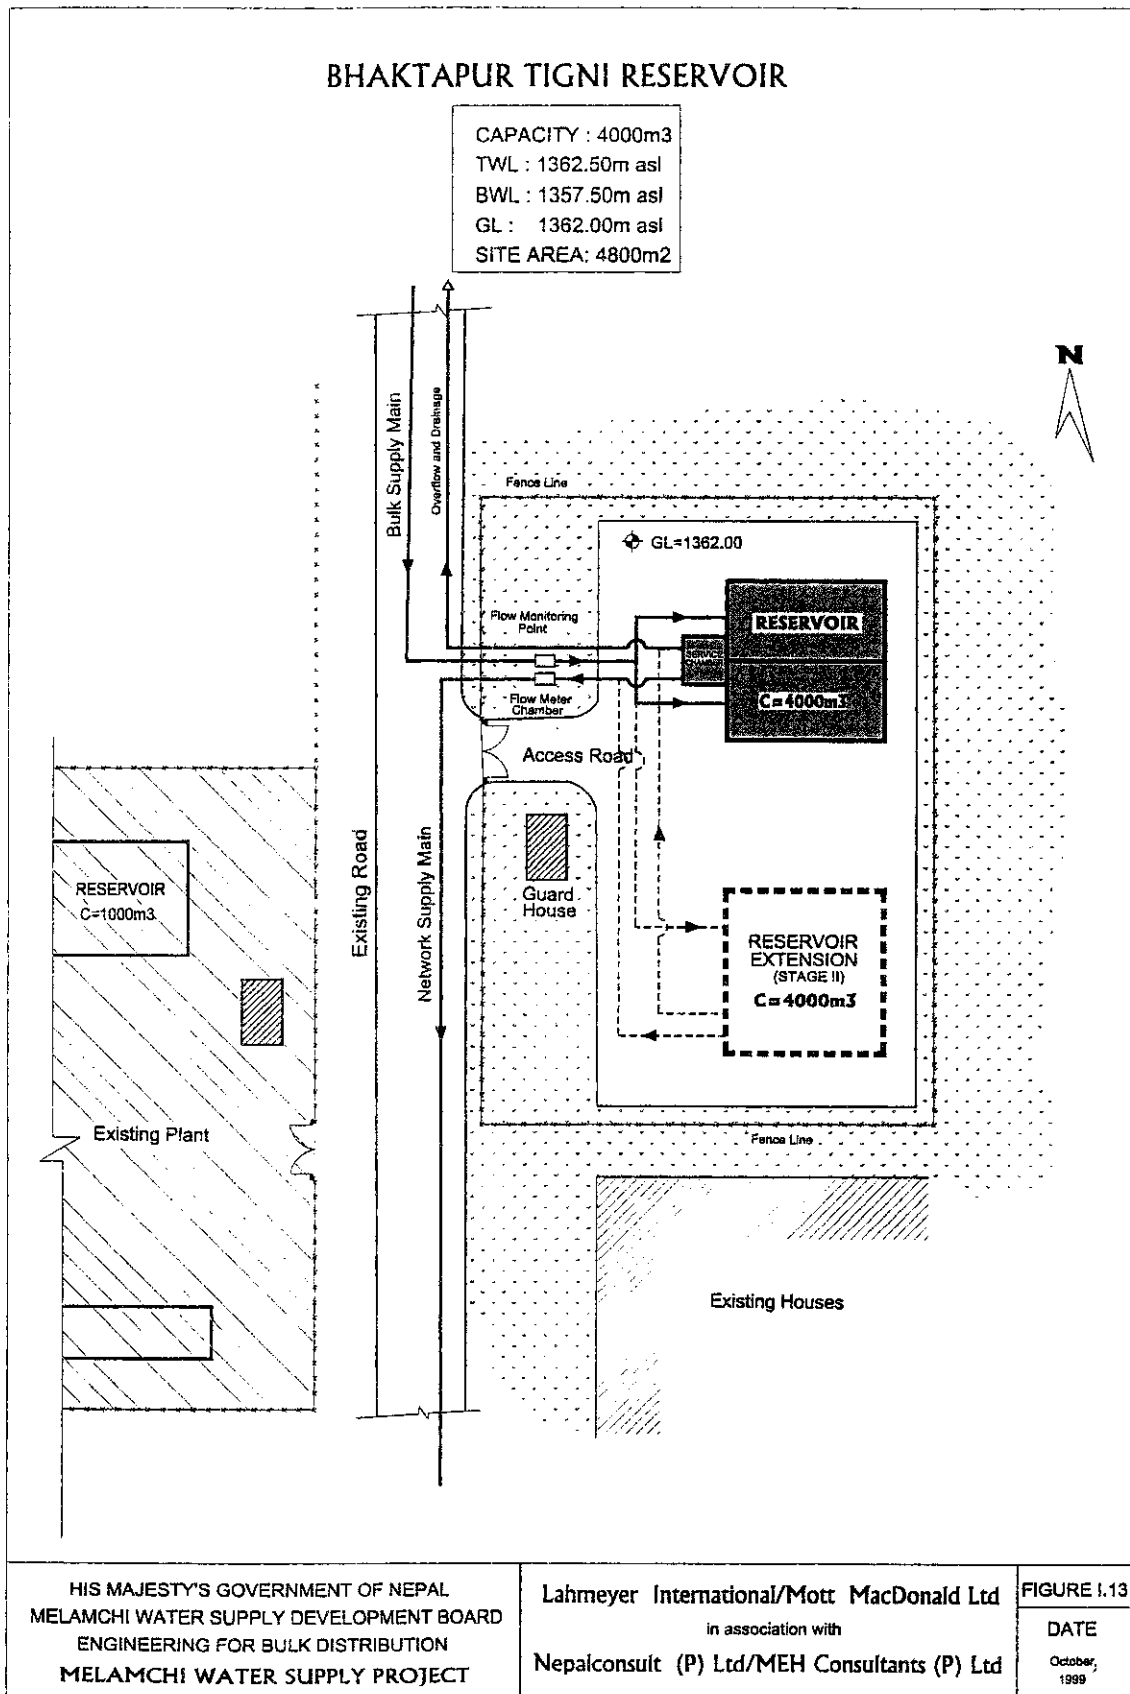 BHAKTAPUR TIGNI RESERVOIR
CAPACITY : 4000m3
TWL : 1362.50m asl
BWL : 1357.50m asl
GL : 1362.00m asl
SITE AREA: 4800m2
N
Bulk Supply Main
Overflow and Drainage
Fence Line
GL=1362.00
Flow Monitoring
Point
RESERVOIR
SERVICE
C=4000m3
Flow Meter
Chamber
Access Road
Existing Road
Network Supply Main
RESERVOIR
C=1000m3
Guard
House
RESERVOIR
EXTENSION
(STAGE II)
C=4000m3
Existing Plant
Fence Line
Existing Houses
HIS MAJESTY'S GOVERNMENT OF NEPAL
MELAMCHI WATER SUPPLY DEVELOPMENT BOARD
ENGINEERING FOR BULK DISTRIBUTION
MELAMCHI WATER SUPPLY PROJECT
Lahmeyer International/Mott MacDonald Ltd
in association with
Nepalconsult (P) Ltd/MEH Consultants (P) Ltd
FIGURE I.13
DATE
October,
1999